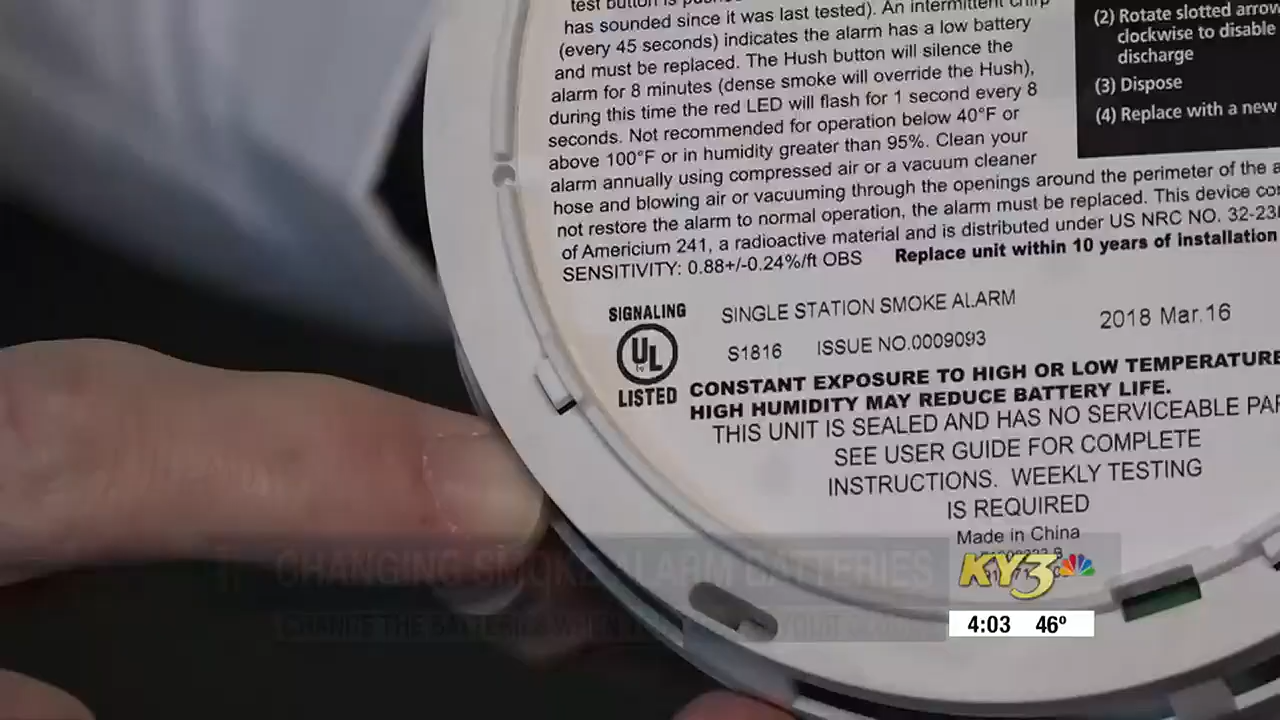 test button is
has sounded since it was last tested). An intermittent chirp
(every 45 seconds) indicates the alarm has a low battery
and must be replaced. The Hush button will silence the
alarm for 8 minutes (dense smoke will override the Hush),
during this time the red LED will flash for 1 second every 8
seconds. Not recommended for operation below 40°F or
above 100°F or in humidity greater than 95%. Clean your
alarm annually using compressed air or a vacuum cleaner
hose and blowing air or vacuuming through the openings around the perimeter of the
not restore the alarm to normal operation, the alarm must be replaced. This device
of Americium 241, a radioactive material and is distributed under US NRC NO. 32-23
SENSITIVITY: 0.88+/-0.24%/ft OBS Replace unit within 10 years of installation
(2) Rotate slotted arrow
clockwise to disable
discharge
(3) Dispose
(4) Replace with a new
SIGNALING
UL
LISTED
SINGLE STATION SMOKE ALARM
2018 Mar.16
S1816 ISSUE NO.0009093
CONSTANT EXPOSURE TO HIGH OR LOW TEMPERATURE
HIGH HUMIDITY MAY REDUCE BATTERY LIFE.
THIS UNIT IS SEALED AND HAS NO SERVICEABLE
SEE USER GUIDE FOR COMPLETE
INSTRUCTIONS. WEEKLY TESTING
IS REQUIRED
Made in China
CHANGING SMOKE ALARM BATTERIES
CHANGE THE BATTERIES WHEN
KY3
4:03 46°